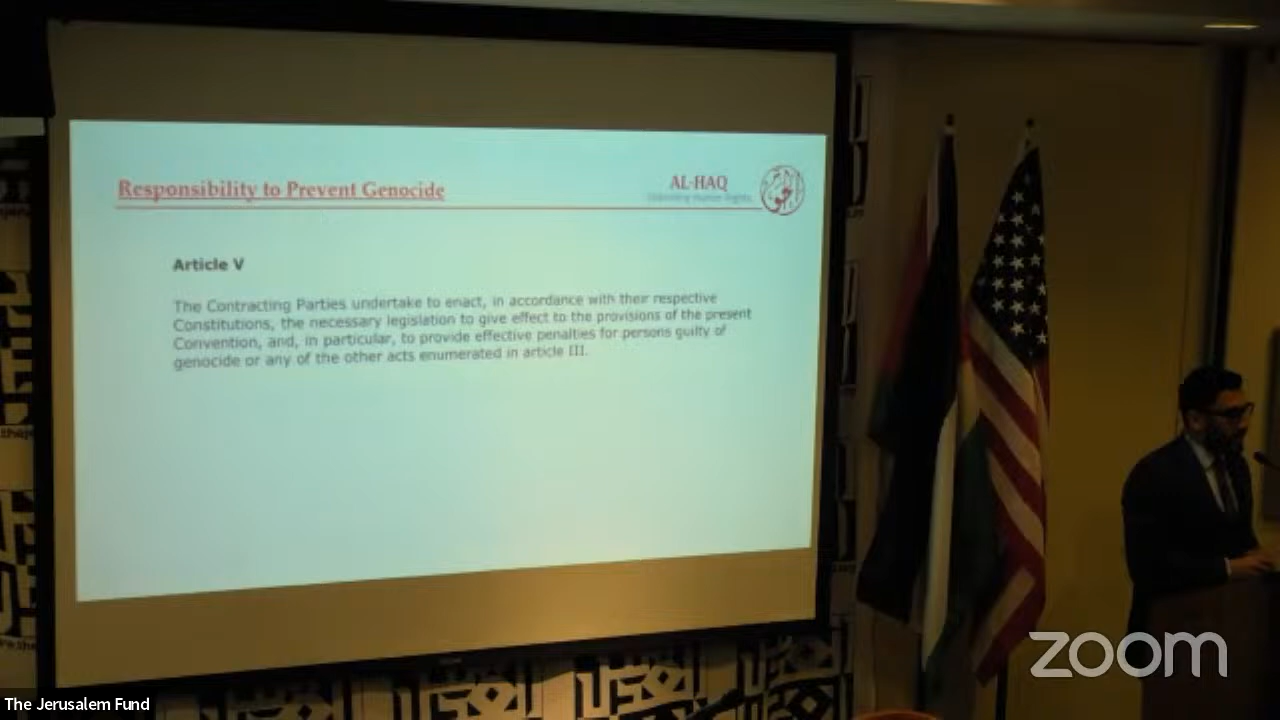 Responsibility to Prevent Genocide
AL-HAQ
Article V
The Contracting Parties undertake to enact, in accordance with their respective
Constitutions, the necessary legislation to give effect to the provisions of the present
Convention, and, in particular, to provide effective penalties for persons guilty of
genocide or any of the other acts enumerated in article III.
zoom
The Jerusalem Fund